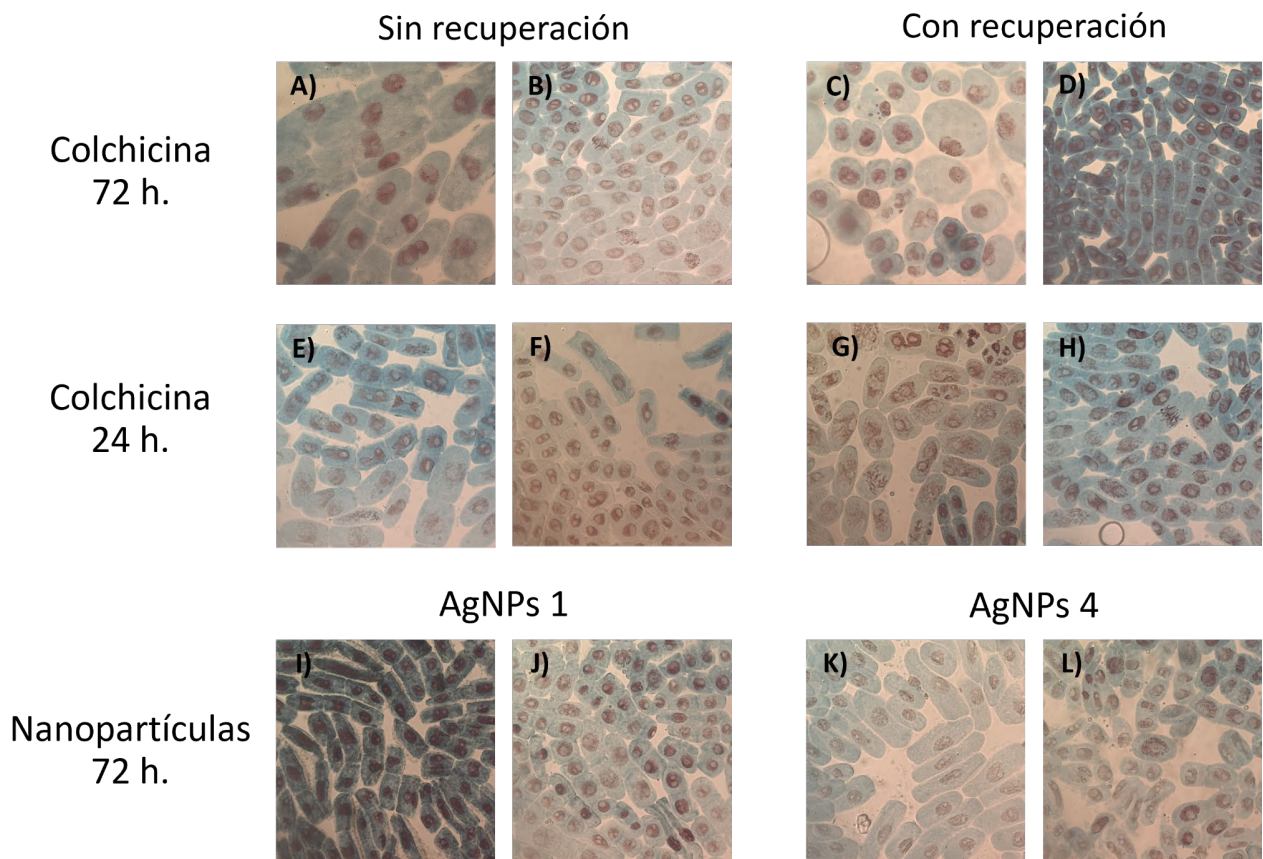 Sin recuperación
Con recuperación
Colchicina
72 h.
A)
B)
C)
D)
Colchicina
24 h.
E)
F)
G)
H)
AgNPs 1
AgNPs 4
Nanopartículas
72 h.
I)
J)
K)
L)